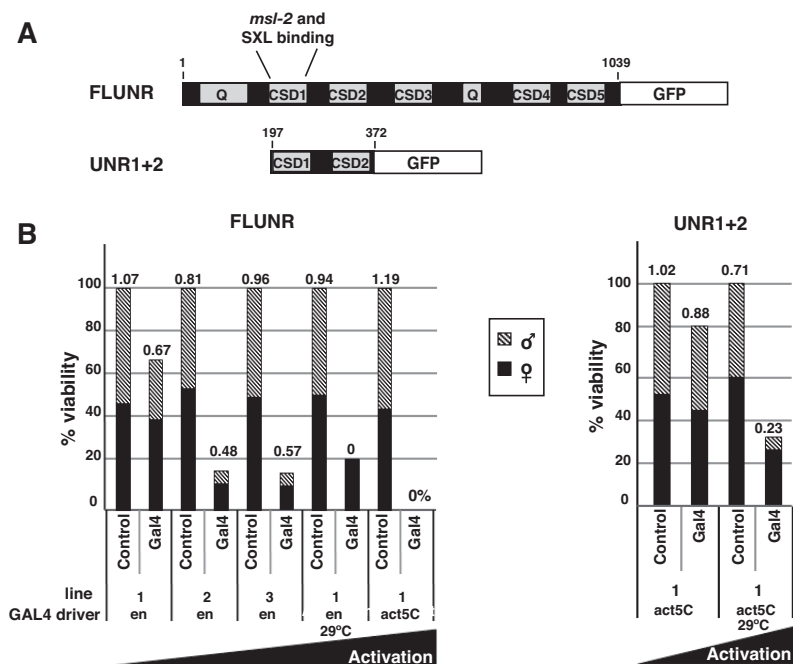 A
msl-2 and
SXL binding
1
1039
FLUNR
Q
CSD1
CSD2
CSD3
Q
CSD4
CSD5
GFP
197
372
UNR1+2
CSD1
CSD2
GFP
B
FLUNR
% viability
100
80
60
40
20
0
1.07
0.67
0.81
0.48
0.96
0.57
0.94
0
1.19
0%
Control
Gal4
Control
Gal4
Control
Gal4
Control
Gal4
Control
Gal4
line
1
2
3
1
1
GAL4 driver
en
en
en
en
act5C
29ºC
Activation
♂
♀
UNR1+2
% viability
100
80
60
40
20
0
1.02
0.88
0.71
0.23
Control
Gal4
Control
Gal4
1
1
act5C
act5C
29ºC
Activation